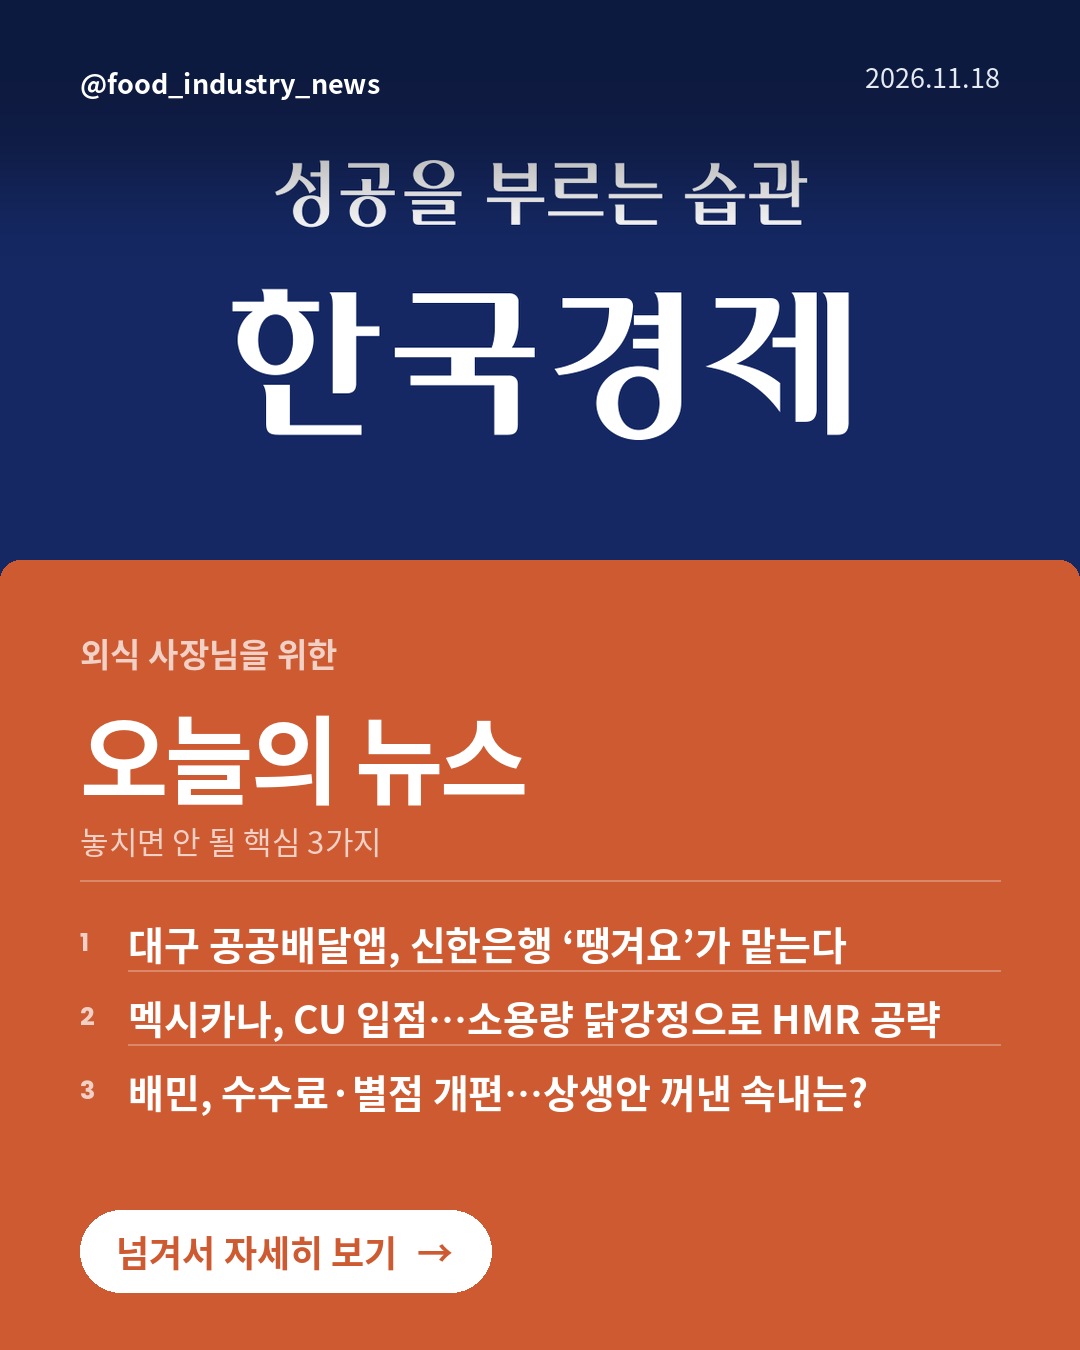 @food_industry_news
2026.11.18
성공을 부르는 습관
한국경제
외식 사장님을 위한
오늘의 뉴스
놓치면 안 될 핵심 3가지
1 대구 공공배달앱, 신한은행 ‘땡겨요’가 맡는다
2 멕시카나, CU 입점…소용량 닭강정으로 HMR 공략
3 배민, 수수료·별점 개편…상생안 꺼낸 속내는?
넘겨서 자세히 보기 →